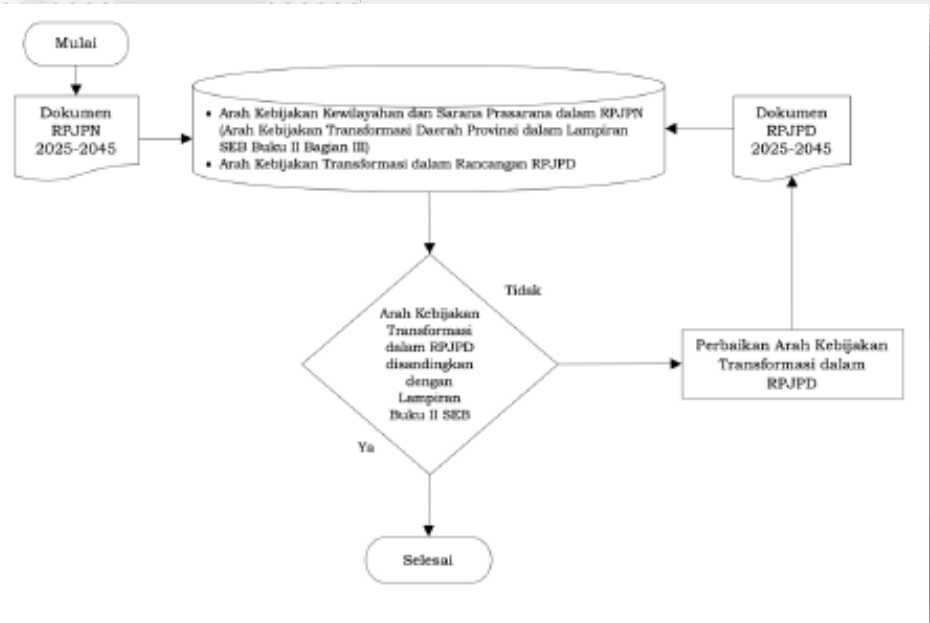 Mulai
Dokumen
RPJPN
2025-2045
• Arah Kebijakan Kewilayahan dan Sarana Prasarana dalam RPJPN
(Arah Kebijakan Transformasi Daerah Provinsi dalam Lampiran
SEB Buku II Bagian III)
• Arah Kebijakan Transformasi dalam Rancangan RPJPD
Dokumen
RPJPD
2025-2045
Tidak
Arah Kebijakan
Transformasi
dalam RPJPD
disandingkan
dengan
Lampiran
Buku II SEB
Perbaikan Arah Kebijakan
Transformasi dalam
RPJPD
Ya
Selesai